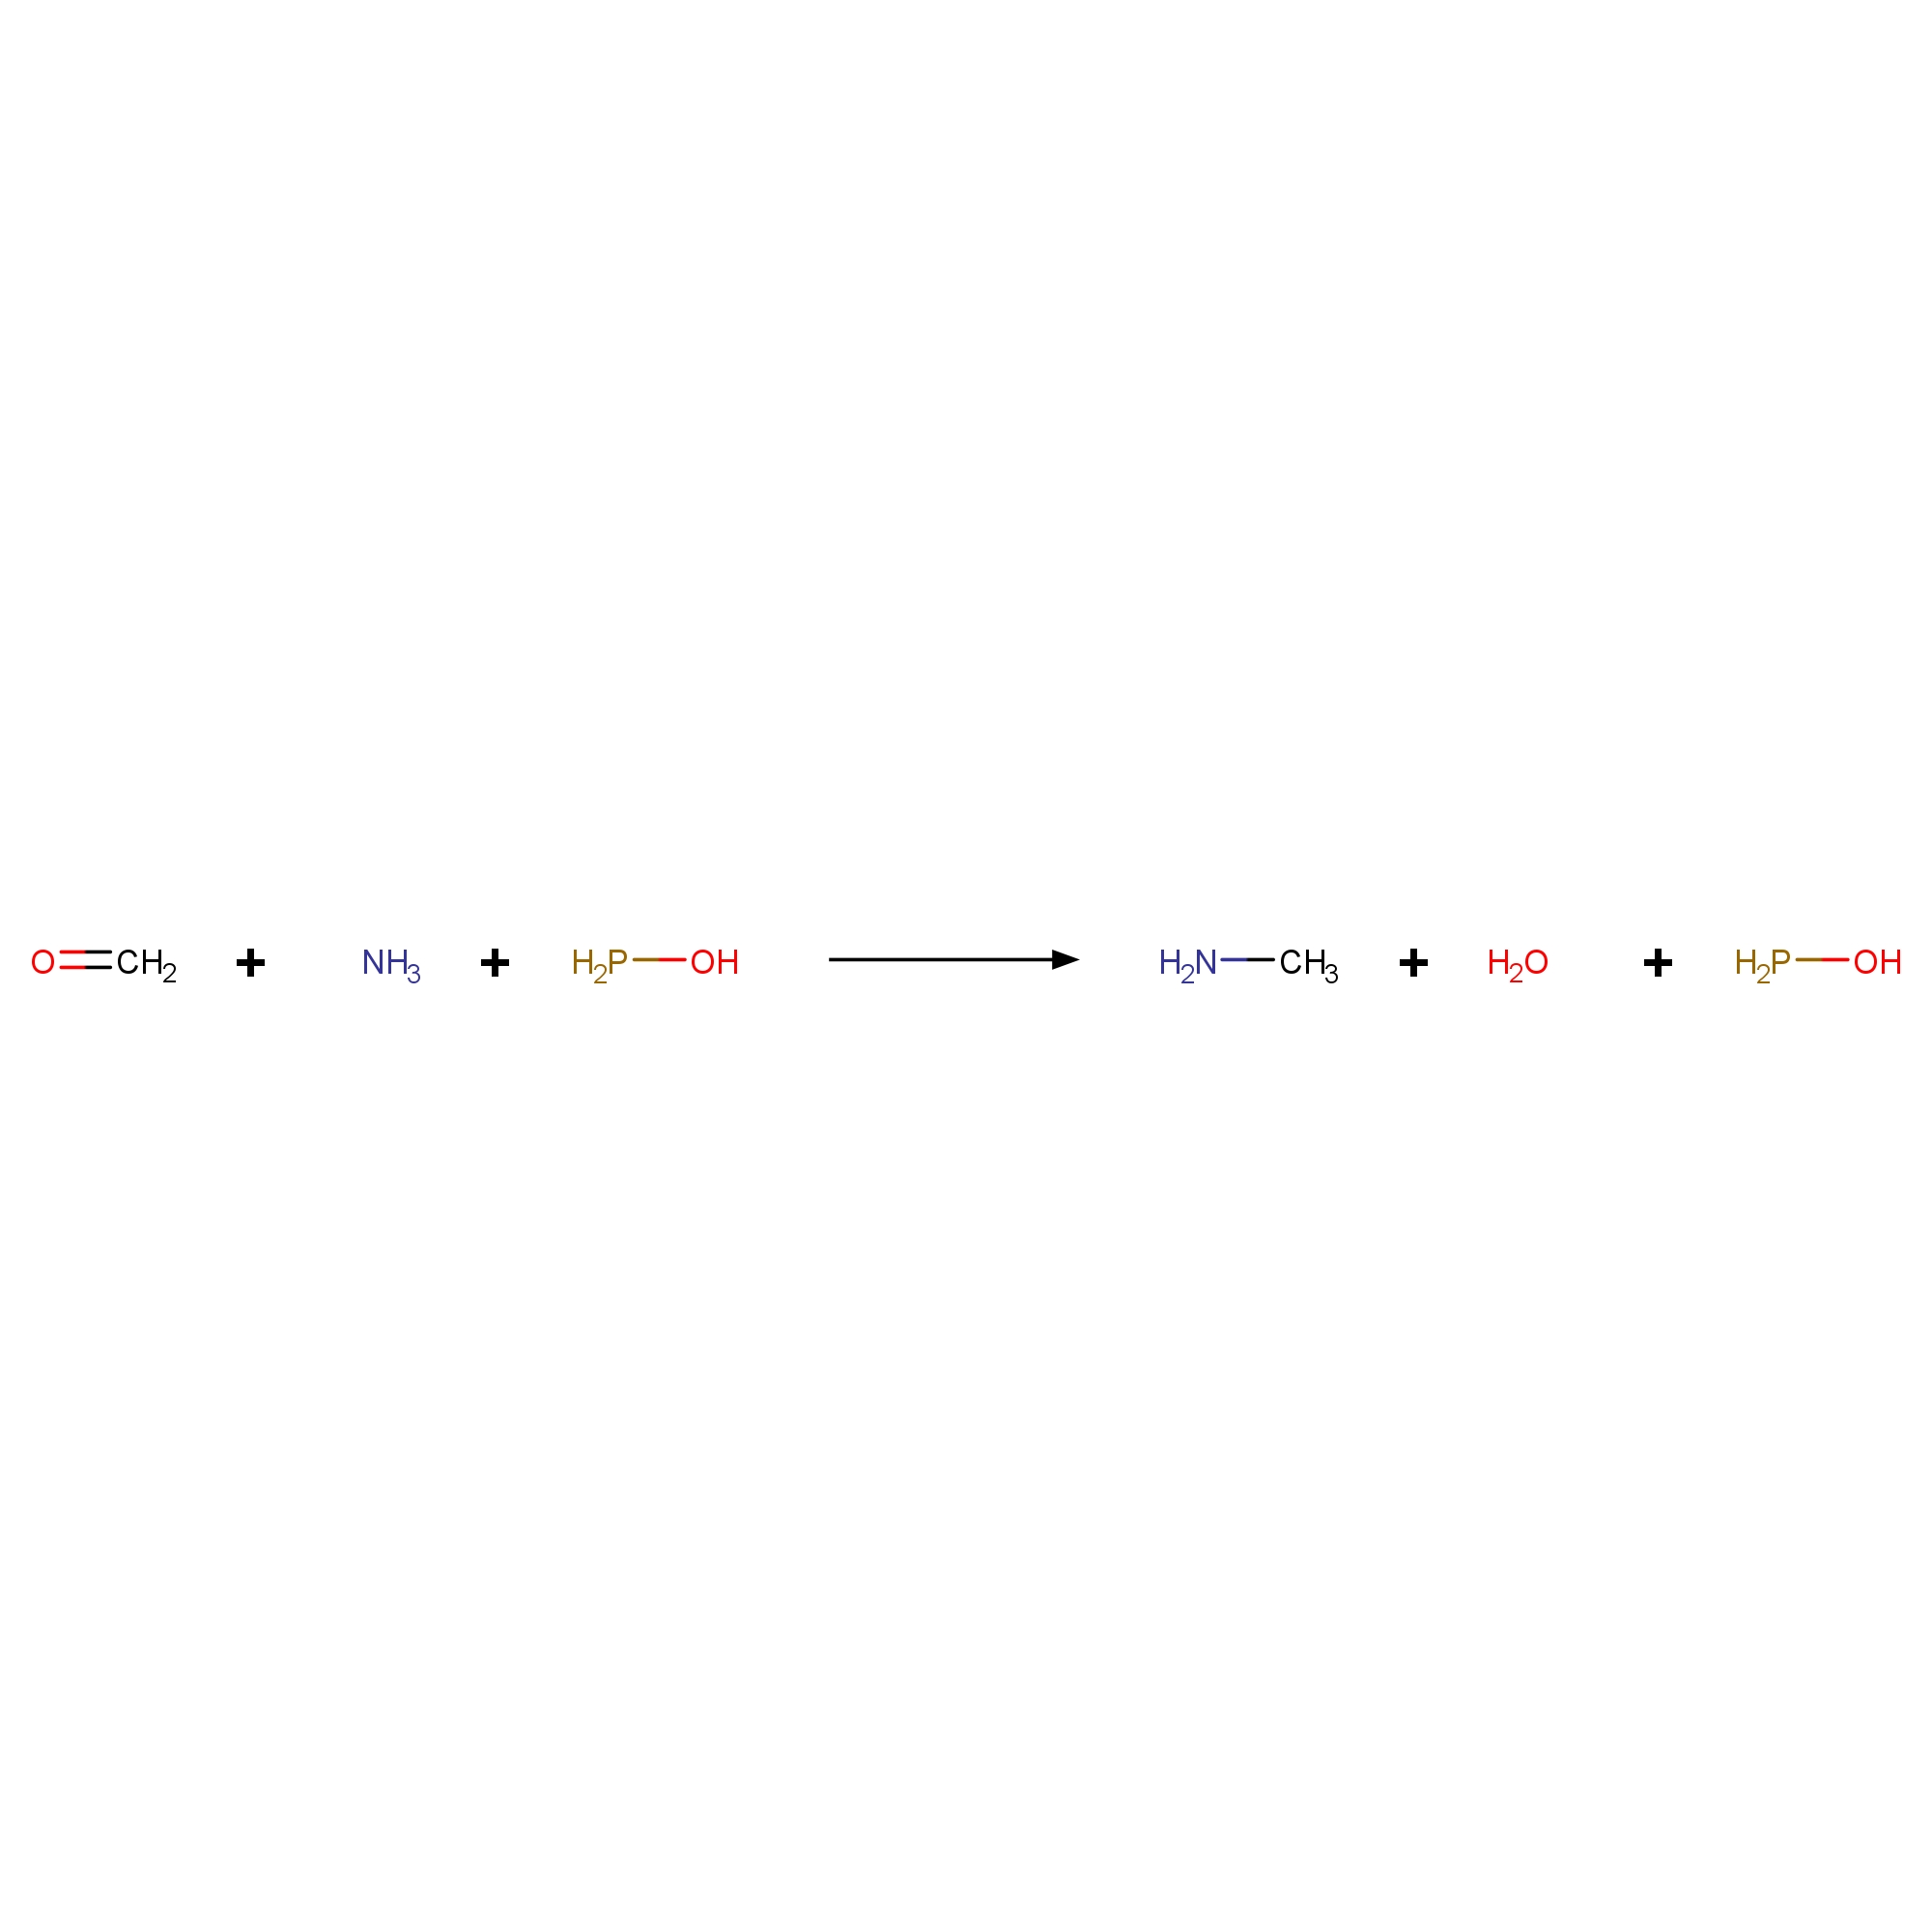 O=CH2 + NH3 + H2P—OH → H2N—CH3 + H2O + H2P—OH